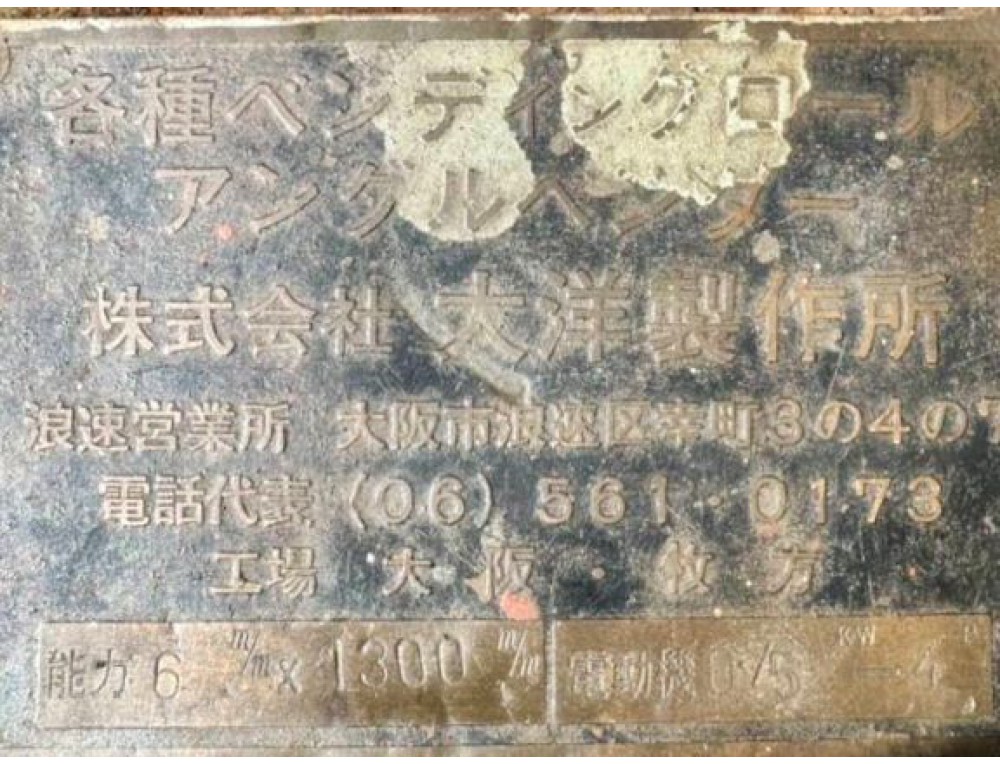 各種ベンディングロール
アングルベンダー
株式会社 大洋製作所
浪速営業所 大阪市浪速区幸町3の4の
電話代表 (06) 561・0173
工場 大阪・枚方
能力 6 m/m x 1300 m/m 電動機 KW - 4 P